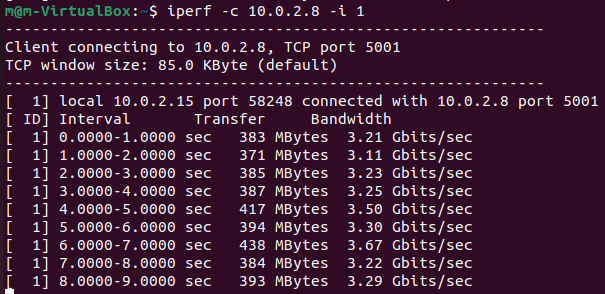 m@m-VirtualBox:~$ iperf -c 10.0.2.8 -i 1
------------------------------------------------------------
Client connecting to 10.0.2.8, TCP port 5001
TCP window size: 85.0 KByte (default)
------------------------------------------------------------
[  1] local 10.0.2.15 port 58248 connected with 10.0.2.8 port 5001
[ ID] Interval       Transfer     Bandwidth
[  1] 0.0000-1.0000 sec   383 MBytes  3.21 Gbits/sec
[  1] 1.0000-2.0000 sec   371 MBytes  3.11 Gbits/sec
[  1] 2.0000-3.0000 sec   385 MBytes  3.23 Gbits/sec
[  1] 3.0000-4.0000 sec   387 MBytes  3.25 Gbits/sec
[  1] 4.0000-5.0000 sec   417 MBytes  3.50 Gbits/sec
[  1] 5.0000-6.0000 sec   394 MBytes  3.30 Gbits/sec
[  1] 6.0000-7.0000 sec   438 MBytes  3.67 Gbits/sec
[  1] 7.0000-8.0000 sec   384 MBytes  3.22 Gbits/sec
[  1] 8.0000-9.0000 sec   393 MBytes  3.29 Gbits/sec